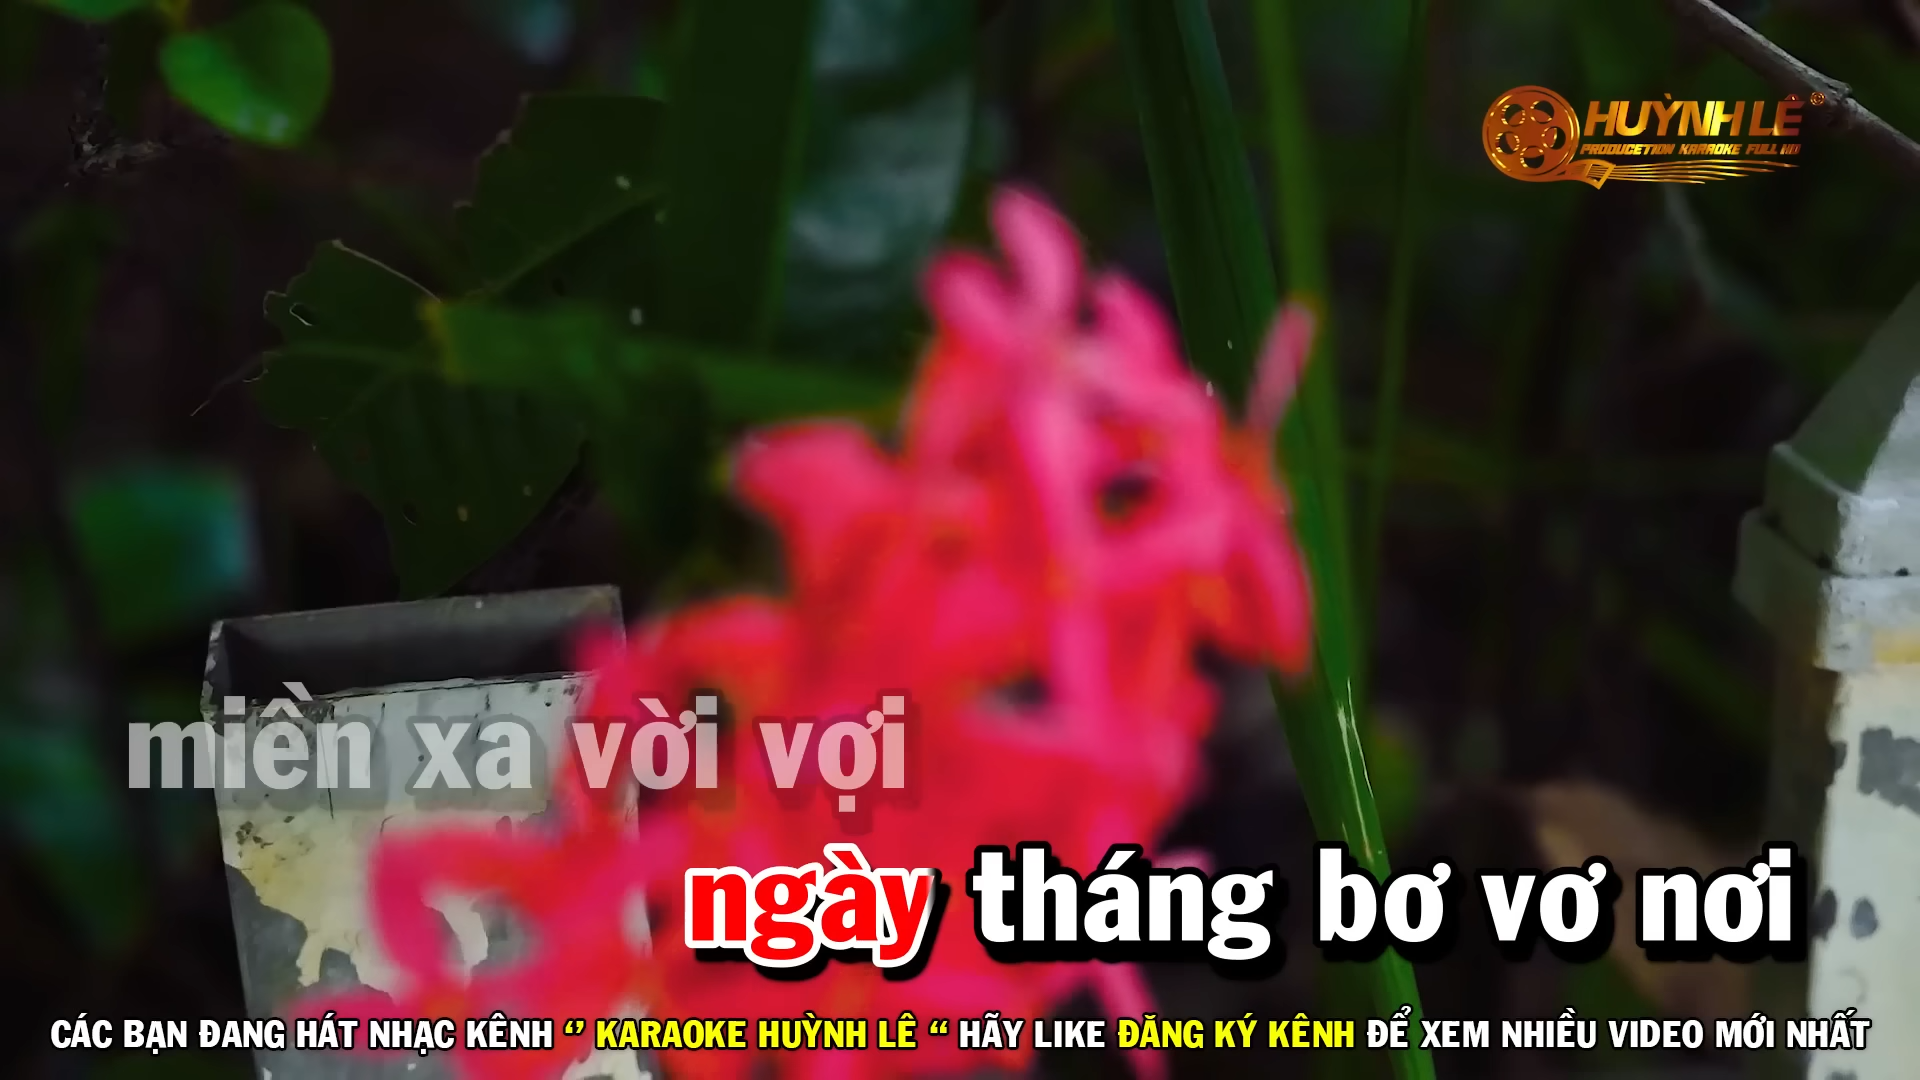 HUỲNH LÊ ©
PRODUCETION KARAOKE FULL HD
miền xa vời vợi
ngày tháng bơ vơ nơi
CÁC BẠN ĐANG HÁT NHẠC KÊNH “ KARAOKE HUỲNH LÊ “ HÃY LIKE ĐĂNG KÝ KÊNH ĐỂ XEM NHIỀU VIDEO MỚI NHẤT